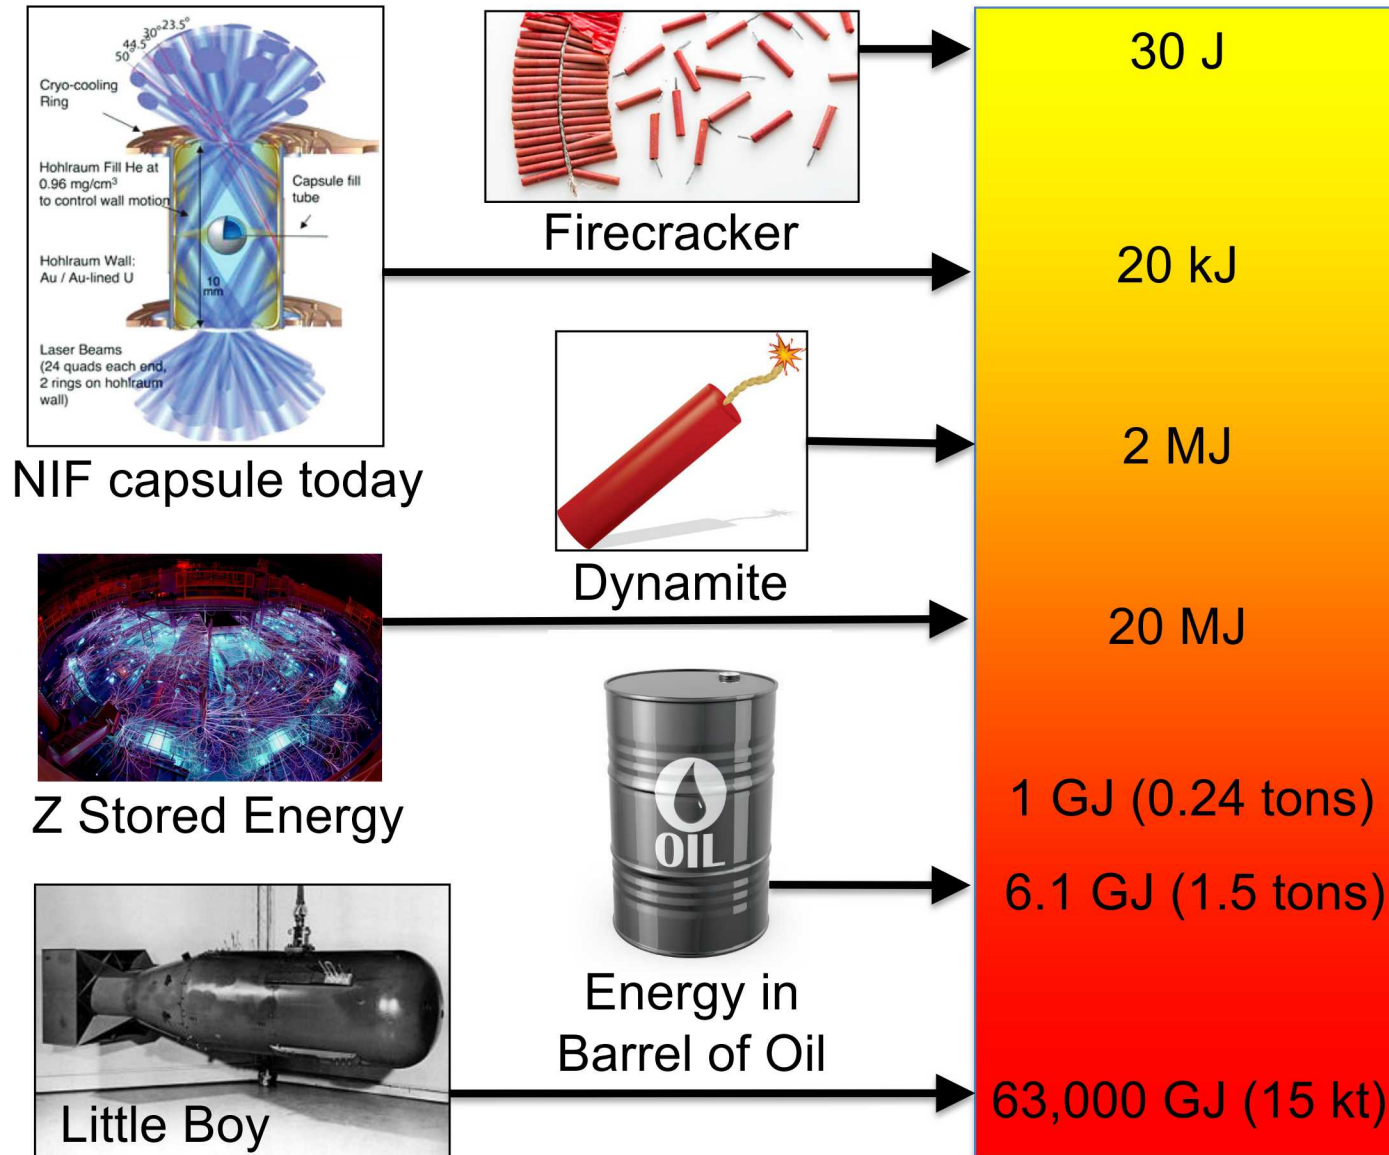 50º
44.5º
30º
23.5º
Cryo-cooling
Ring
Hohlraum Fill He at
0.96 mg/cm³
to control wall motion
Capsule fill
tube
Hohlraum Wall:
Au / Au-lined U
10
mm
Laser Beams
(24 quads each end,
2 rings on hohlraum
wall)
NIF capsule today
Firecracker
Dynamite
Z Stored Energy
OIL
Energy in
Barrel of Oil
Little Boy
30 J
20 kJ
2 MJ
20 MJ
1 GJ (0.24 tons)
6.1 GJ (1.5 tons)
63,000 GJ (15 kt)